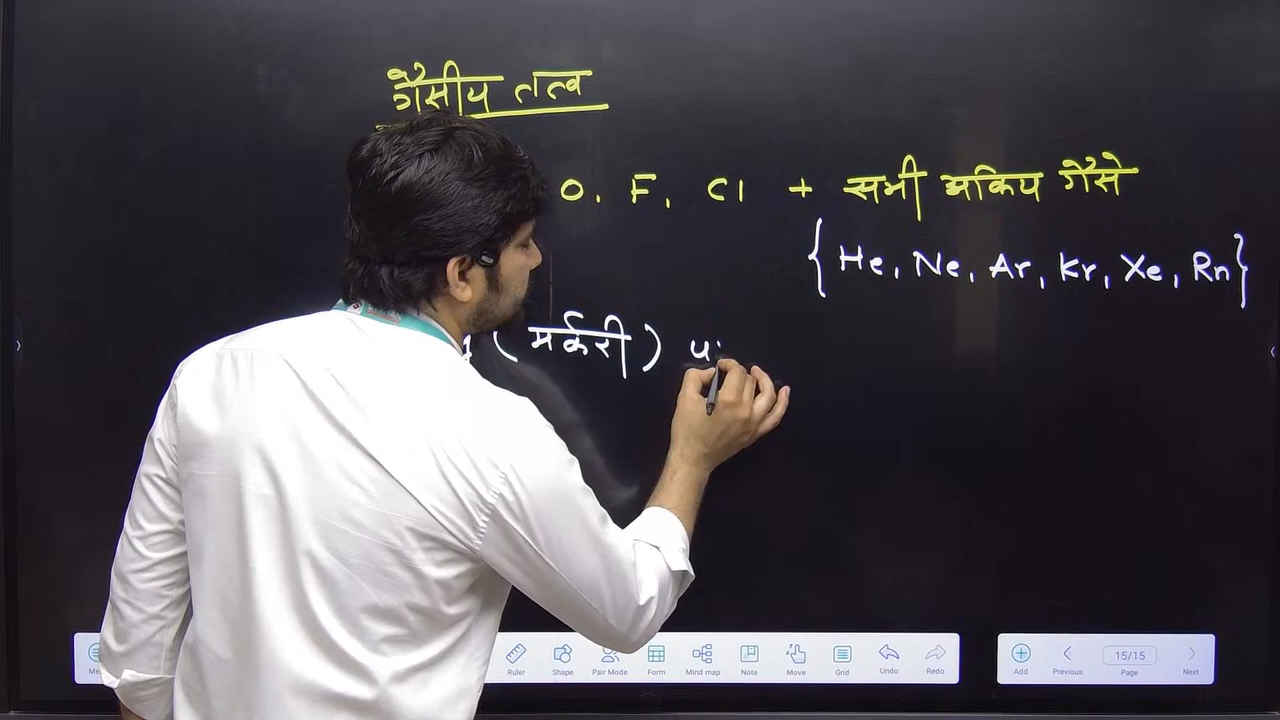 गैसीय तत्व
O, F, Cl + सभी अक्रिय गैसे
{He, Ne, Ar, Kr, Xe, Rn}
(मर्करी)
Ruler Shape Pair Mode Form Mind map Note Move Grid Undo Redo
Add Previous 15/15 Page Next